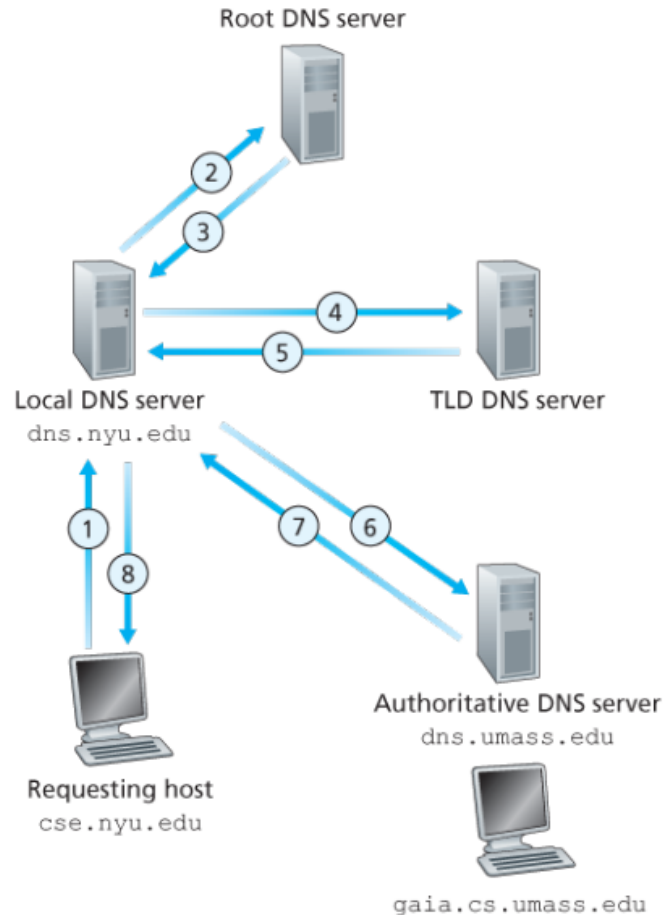 Root DNS server
2
3
4
5
Local DNS server
dns.nyu.edu
TLD DNS server
1
8
7
6
Requesting host
cse.nyu.edu
Authoritative DNS server
dns.umass.edu
gaia.cs.umass.edu